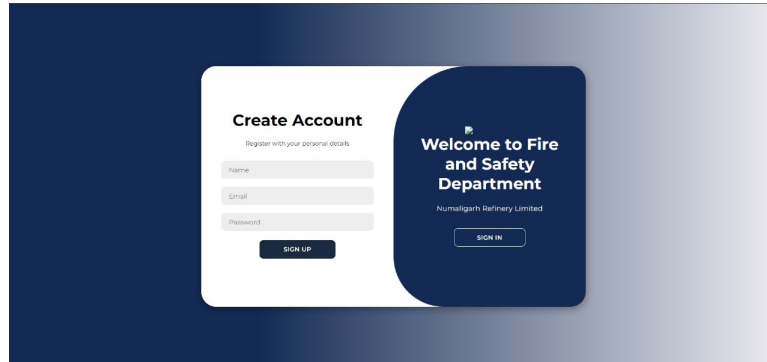 Create Account
Register with your personal details
Name
Email
Password
SIGN UP
Welcome to Fire
and Safety
Department
Numaligarh Refinery Limited
SIGN IN